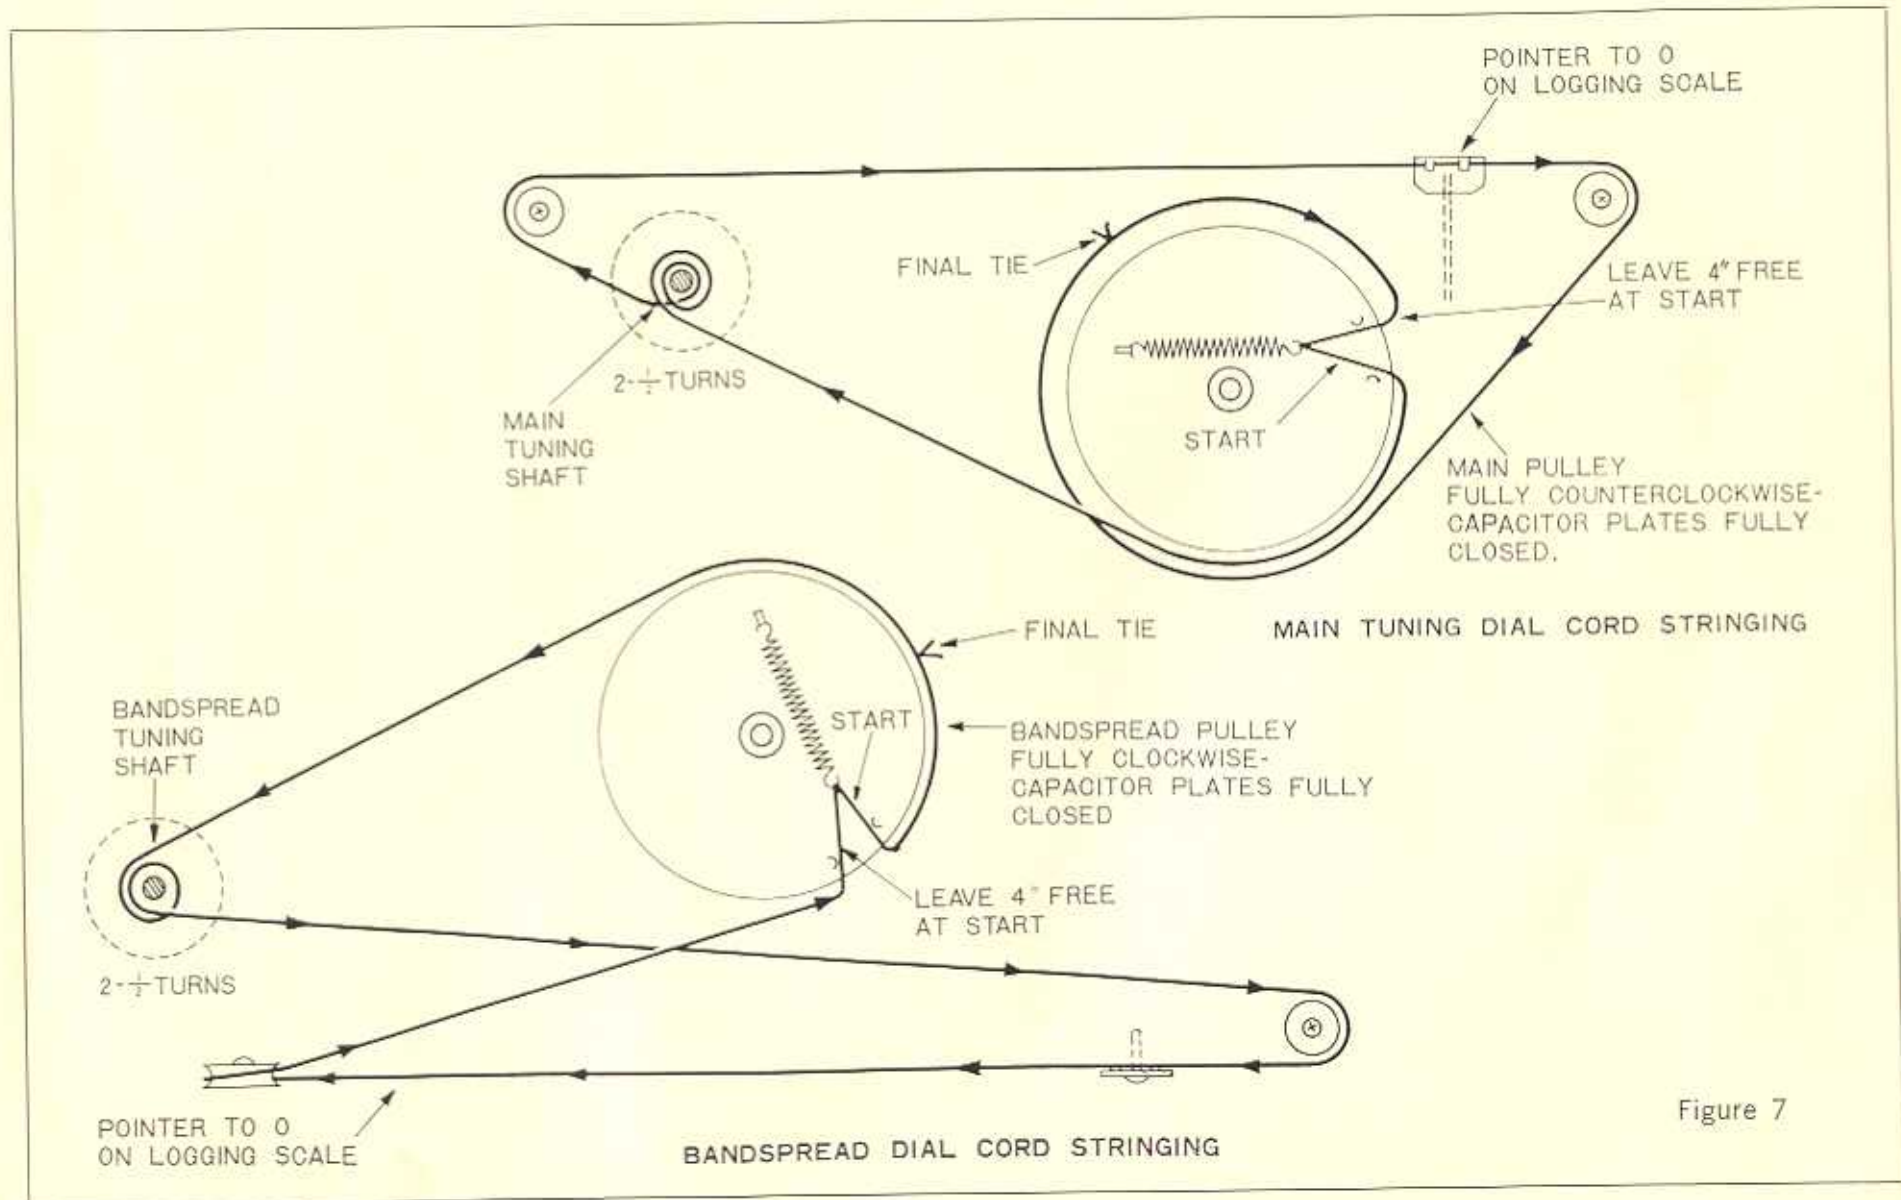 POINTER TO 0
ON LOGGING SCALE
FINAL TIE
LEAVE 4" FREE
AT START
2-1/2 TURNS
MAIN
TUNING
SHAFT
START
MAIN PULLEY
FULLY COUNTERCLOCKWISE-
CAPACITOR PLATES FULLY
CLOSED.
MAIN TUNING DIAL CORD STRINGING
FINAL TIE
BANDSPREAD
TUNING
SHAFT
START
BANDSPREAD PULLEY
FULLY CLOCKWISE-
CAPACITOR PLATES FULLY
CLOSED
LEAVE 4" FREE
AT START
2-1/2 TURNS
POINTER TO 0
ON LOGGING SCALE
BANDSPREAD DIAL CORD STRINGING
Figure 7